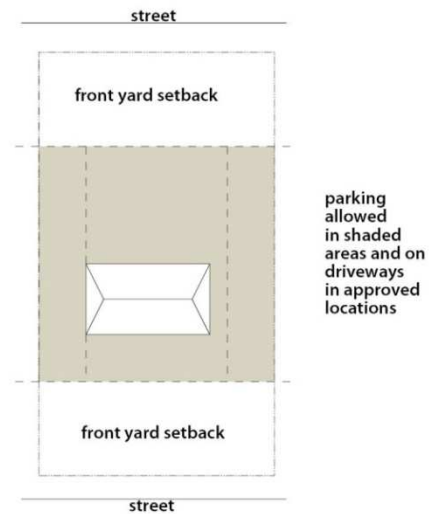 street
front yard setback
parking
allowed
in shaded
areas and on
driveways
in approved
locations
front yard setback
street